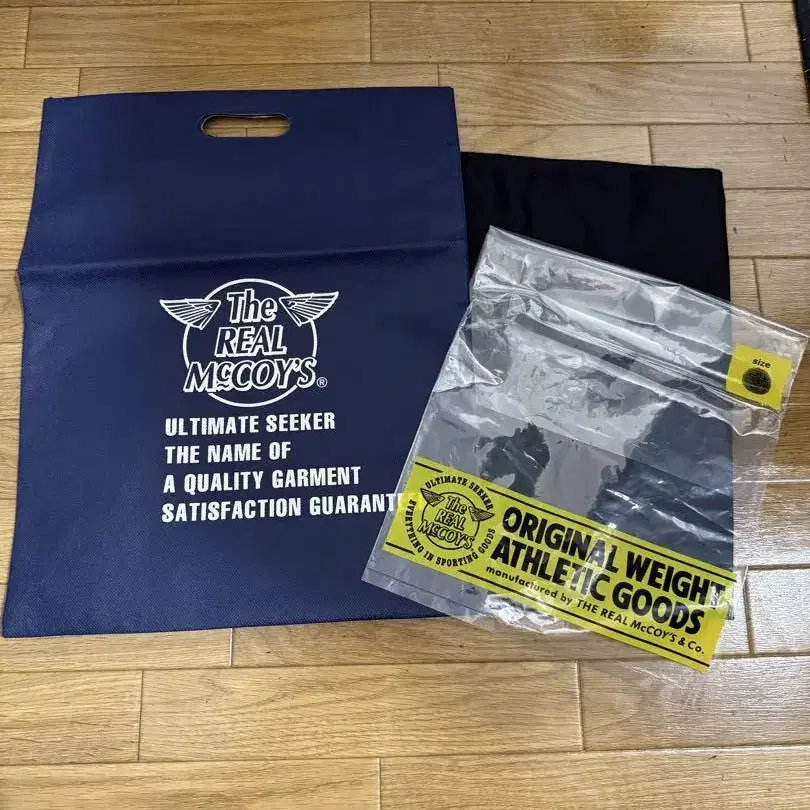 The
REAL
McCOY'S®
ULTIMATE SEEKER
THE NAME OF
A QUALITY GARMENT
SATISFACTION GUARANTE
size
ULTIMATE SEEKER
The
REAL
McCOY'S
EVERYTHING IN SPORTING GOODS
ORIGINAL WEIGHT
ATHLETIC GOODS
manufactured by THE REAL McCOY'S & Co.